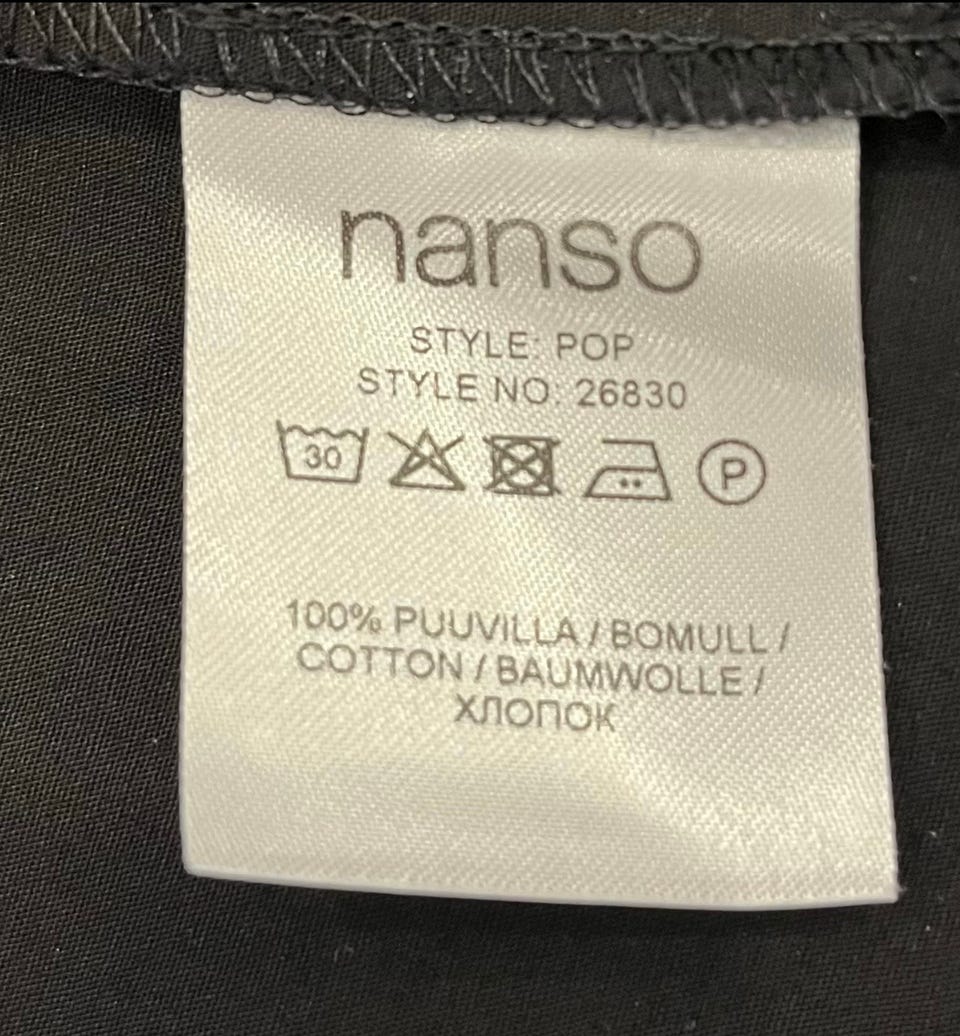 nanso
STYLE: POP
STYLE NO: 26830
30 P
100% PUUVILLA / BOMULL /
COTTON / BAUMWOLLE /
ХЛОПОК